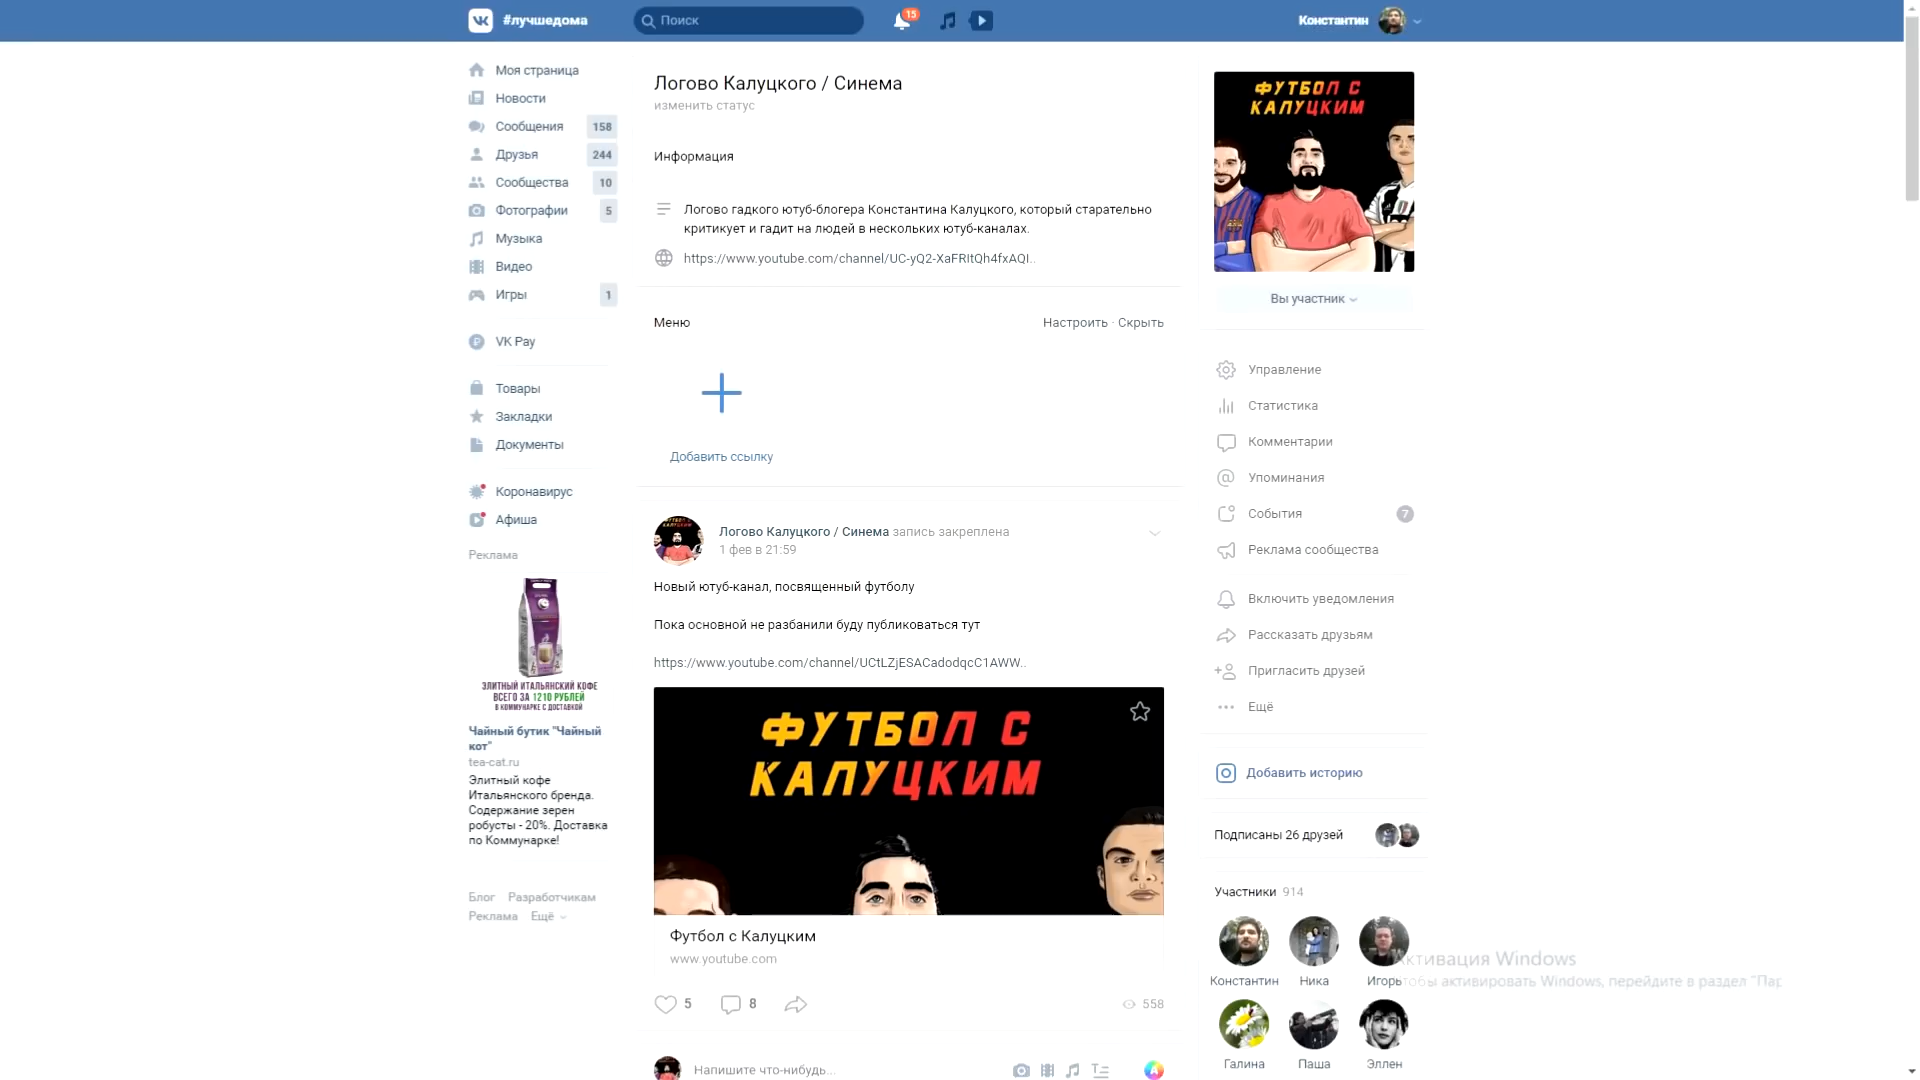 #лучшедома
Поиск
15
Константин
Моя страница
Новости
Сообщения 158
Друзья 244
Сообщества 10
Фотографии 5
Музыка
Видео
Игры 1
VK Pay
Товары
Закладки
Документы
Коронавирус
Афиша
Реклама
ЭЛИТНЫЙ ИТАЛЬЯНСКИЙ КОФЕ
ВСЕГО ЗА 1210 РУБЛЕЙ
В КОММУНАРКЕ С ДОСТАВКОЙ
Чайный бутик "Чайный
кот"
tea-cat.ru
Элитный кофе
Итальянского бренда.
Содержание зерен
робусты - 20%. Доставка
по Коммунарке!
Блог Разработчикам
Реклама Ещё
Логово Калуцкого / Синема
изменить статус
Информация
Логово гадкого ютуб-блогера Константина Калуцкого, который старательно
критикует и гадит на людей в нескольких ютуб-каналах.
https://www.youtube.com/channel/UC-yQ2-XaFRItQh4fxAQI..
Меню
Настроить · Скрыть
Добавить ссылку
Логово Калуцкого / Синема запись закреплена
1 фев в 21:59
Новый ютуб-канал, посвященный футболу
Пока основной не разбанили буду публиковаться тут
https://www.youtube.com/channel/UCtLZjESACadodqcC1AWW..
ФУТБОЛ С
КАЛУЦКИМ
Футбол с Калуцким
www.youtube.com
5
8
558
Напишите что-нибудь...
ФУТБОЛ С
КАЛУЦКИМ
Вы участник
Управление
Статистика
Комментарии
Упоминания
События 7
Реклама сообщества
Включить уведомления
Рассказать друзьям
Пригласить друзей
Ещё
Добавить историю
Подписаны 26 друзей
Участники 914
Константин
Ника
Игорь
Галина
Паша
Эллен
Активация Windows
Чтобы активировать Windows, перейдите в раздел "Пар